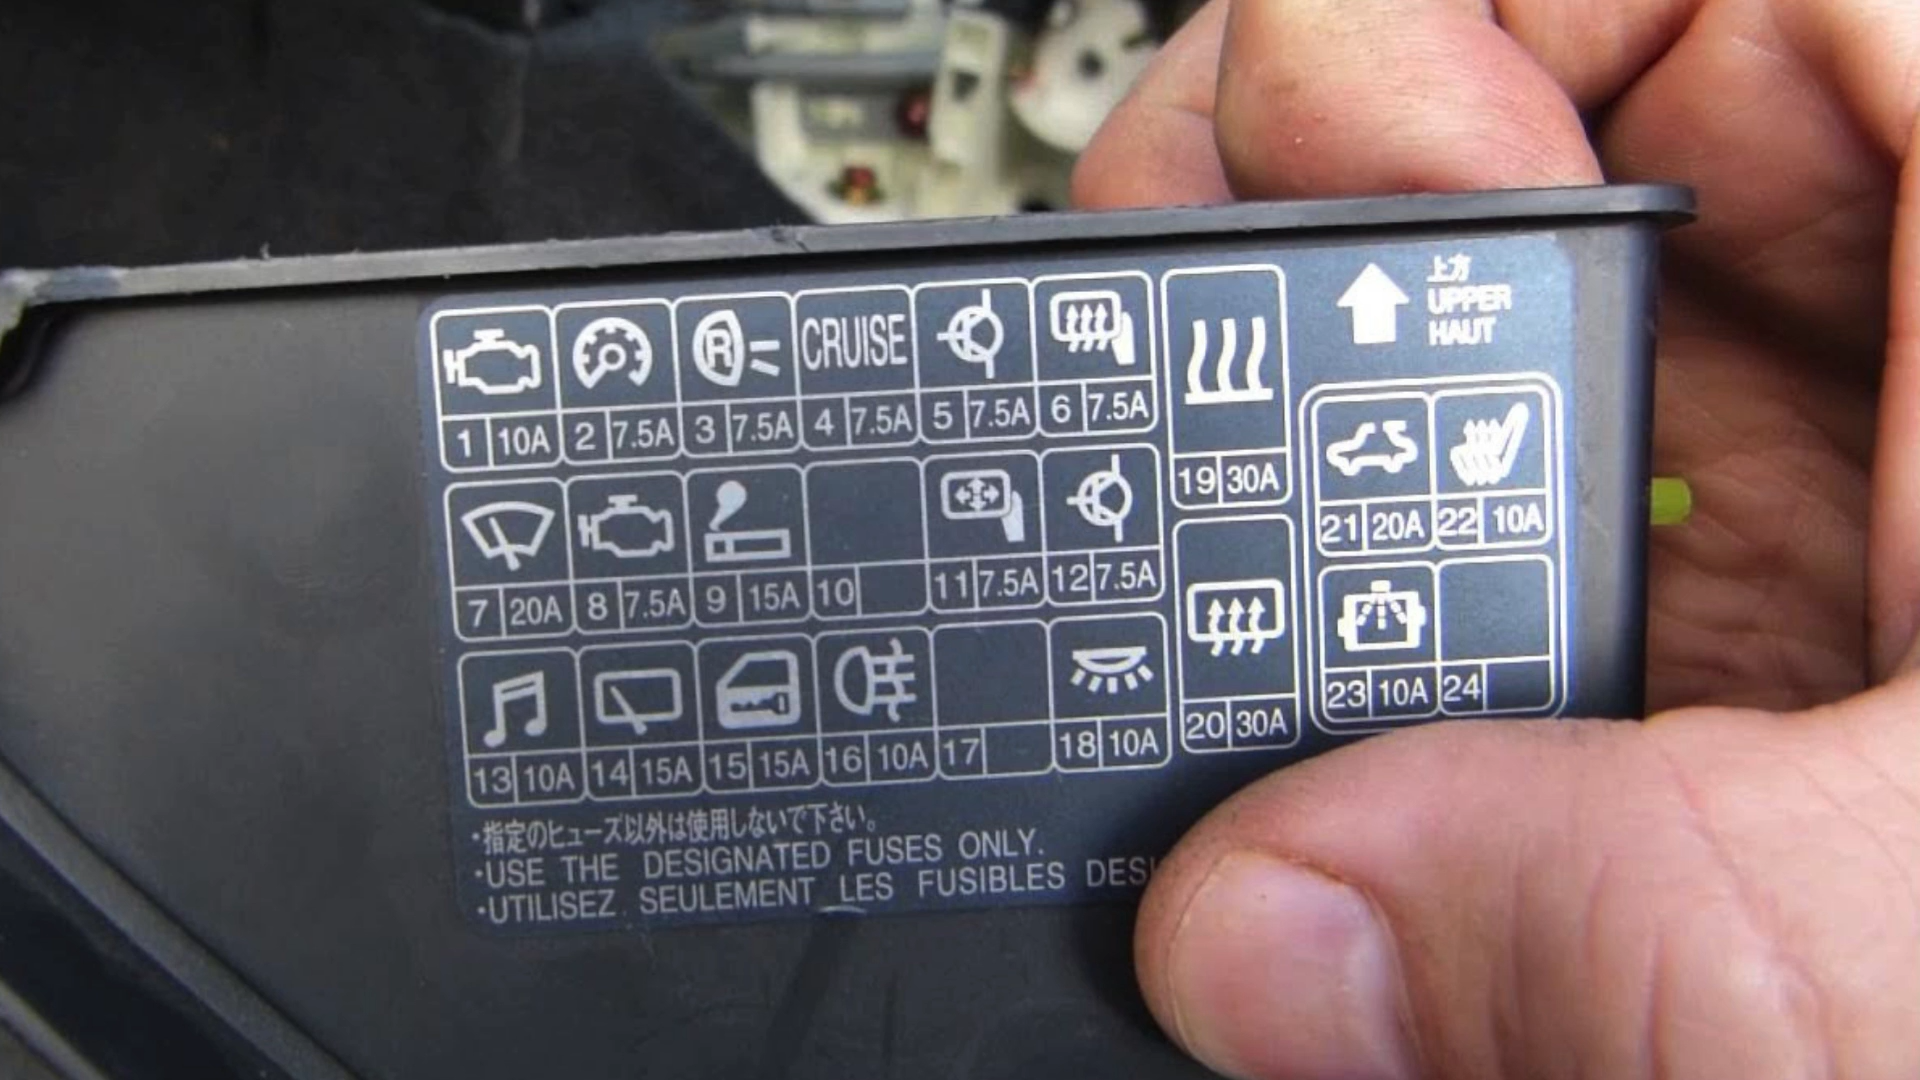 上方
UPPER
HAUT
CRUISE
1 10A 2 7.5A 3 7.5A 4 7.5A 5 7.5A 6 7.5A
19 30A
21 20A 22 10A
7 20A 8 7.5A 9 15A 10 11 7.5A 12 7.5A
20 30A
23 10A 24
13 10A 14 15A 15 15A 16 10A 17 18 10A
・指定のヒューズ以外は使用しないで下さい。
・USE THE DESIGNATED FUSES ONLY.
・UTILISEZ SEULEMENT LES FUSIBLES